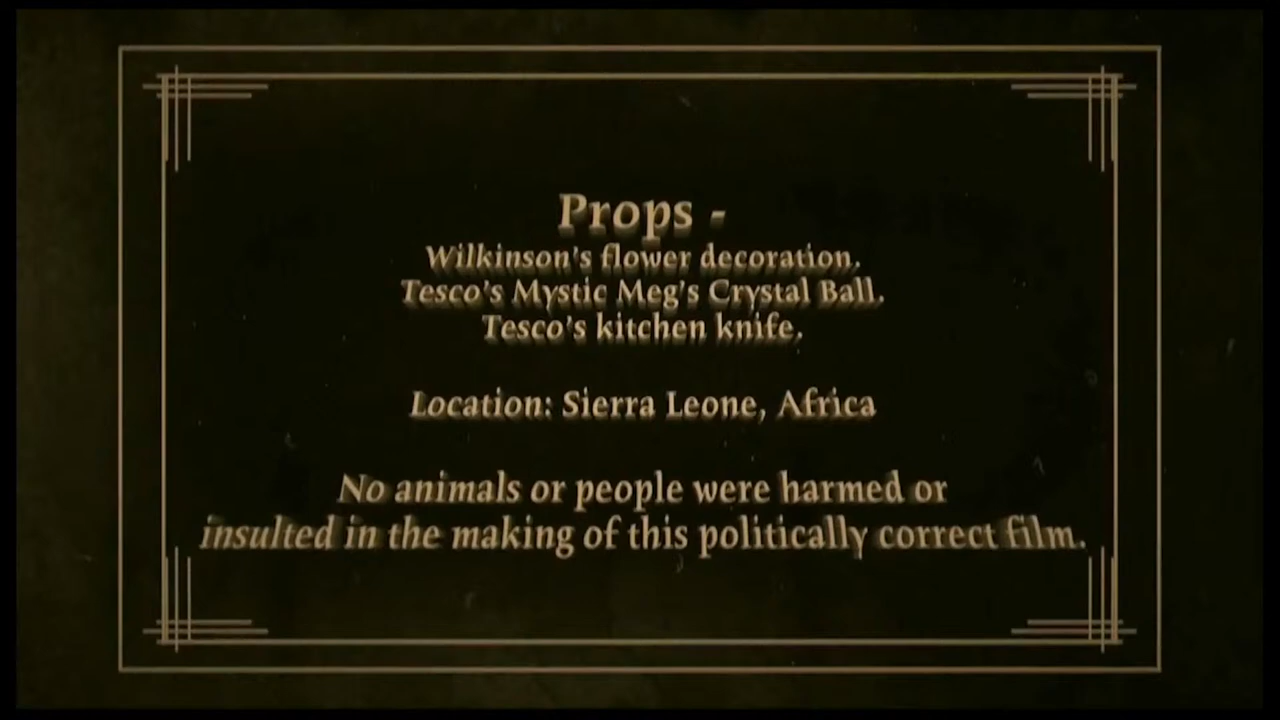 Props -
Wilkinson's flower decoration.
Tesco's Mystic Meg's Crystal Ball.
Tesco's kitchen knife.
Location: Sierra Leone, Africa
No animals or people were harmed or
insulted in the making of this politically correct film.